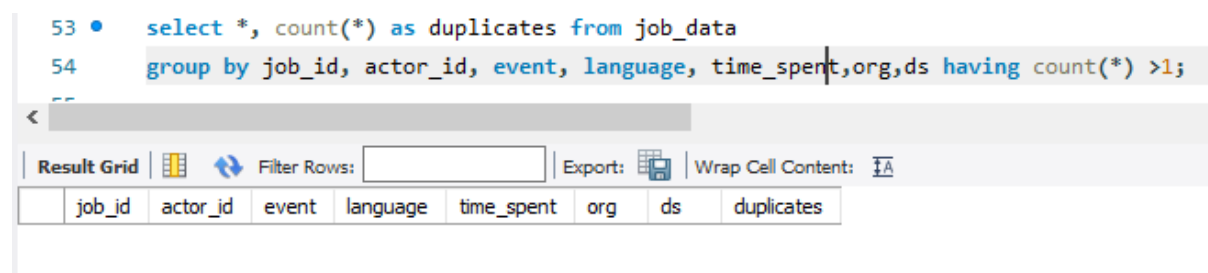 53 select *, count(*) as duplicates from job_data
54 group by job_id, actor_id, event, language, time_spent,org,ds having count(*) >1;
Result Grid Filter Rows: Export: Wrap Cell Content: IA
job_id actor_id event language time_spent org ds duplicates